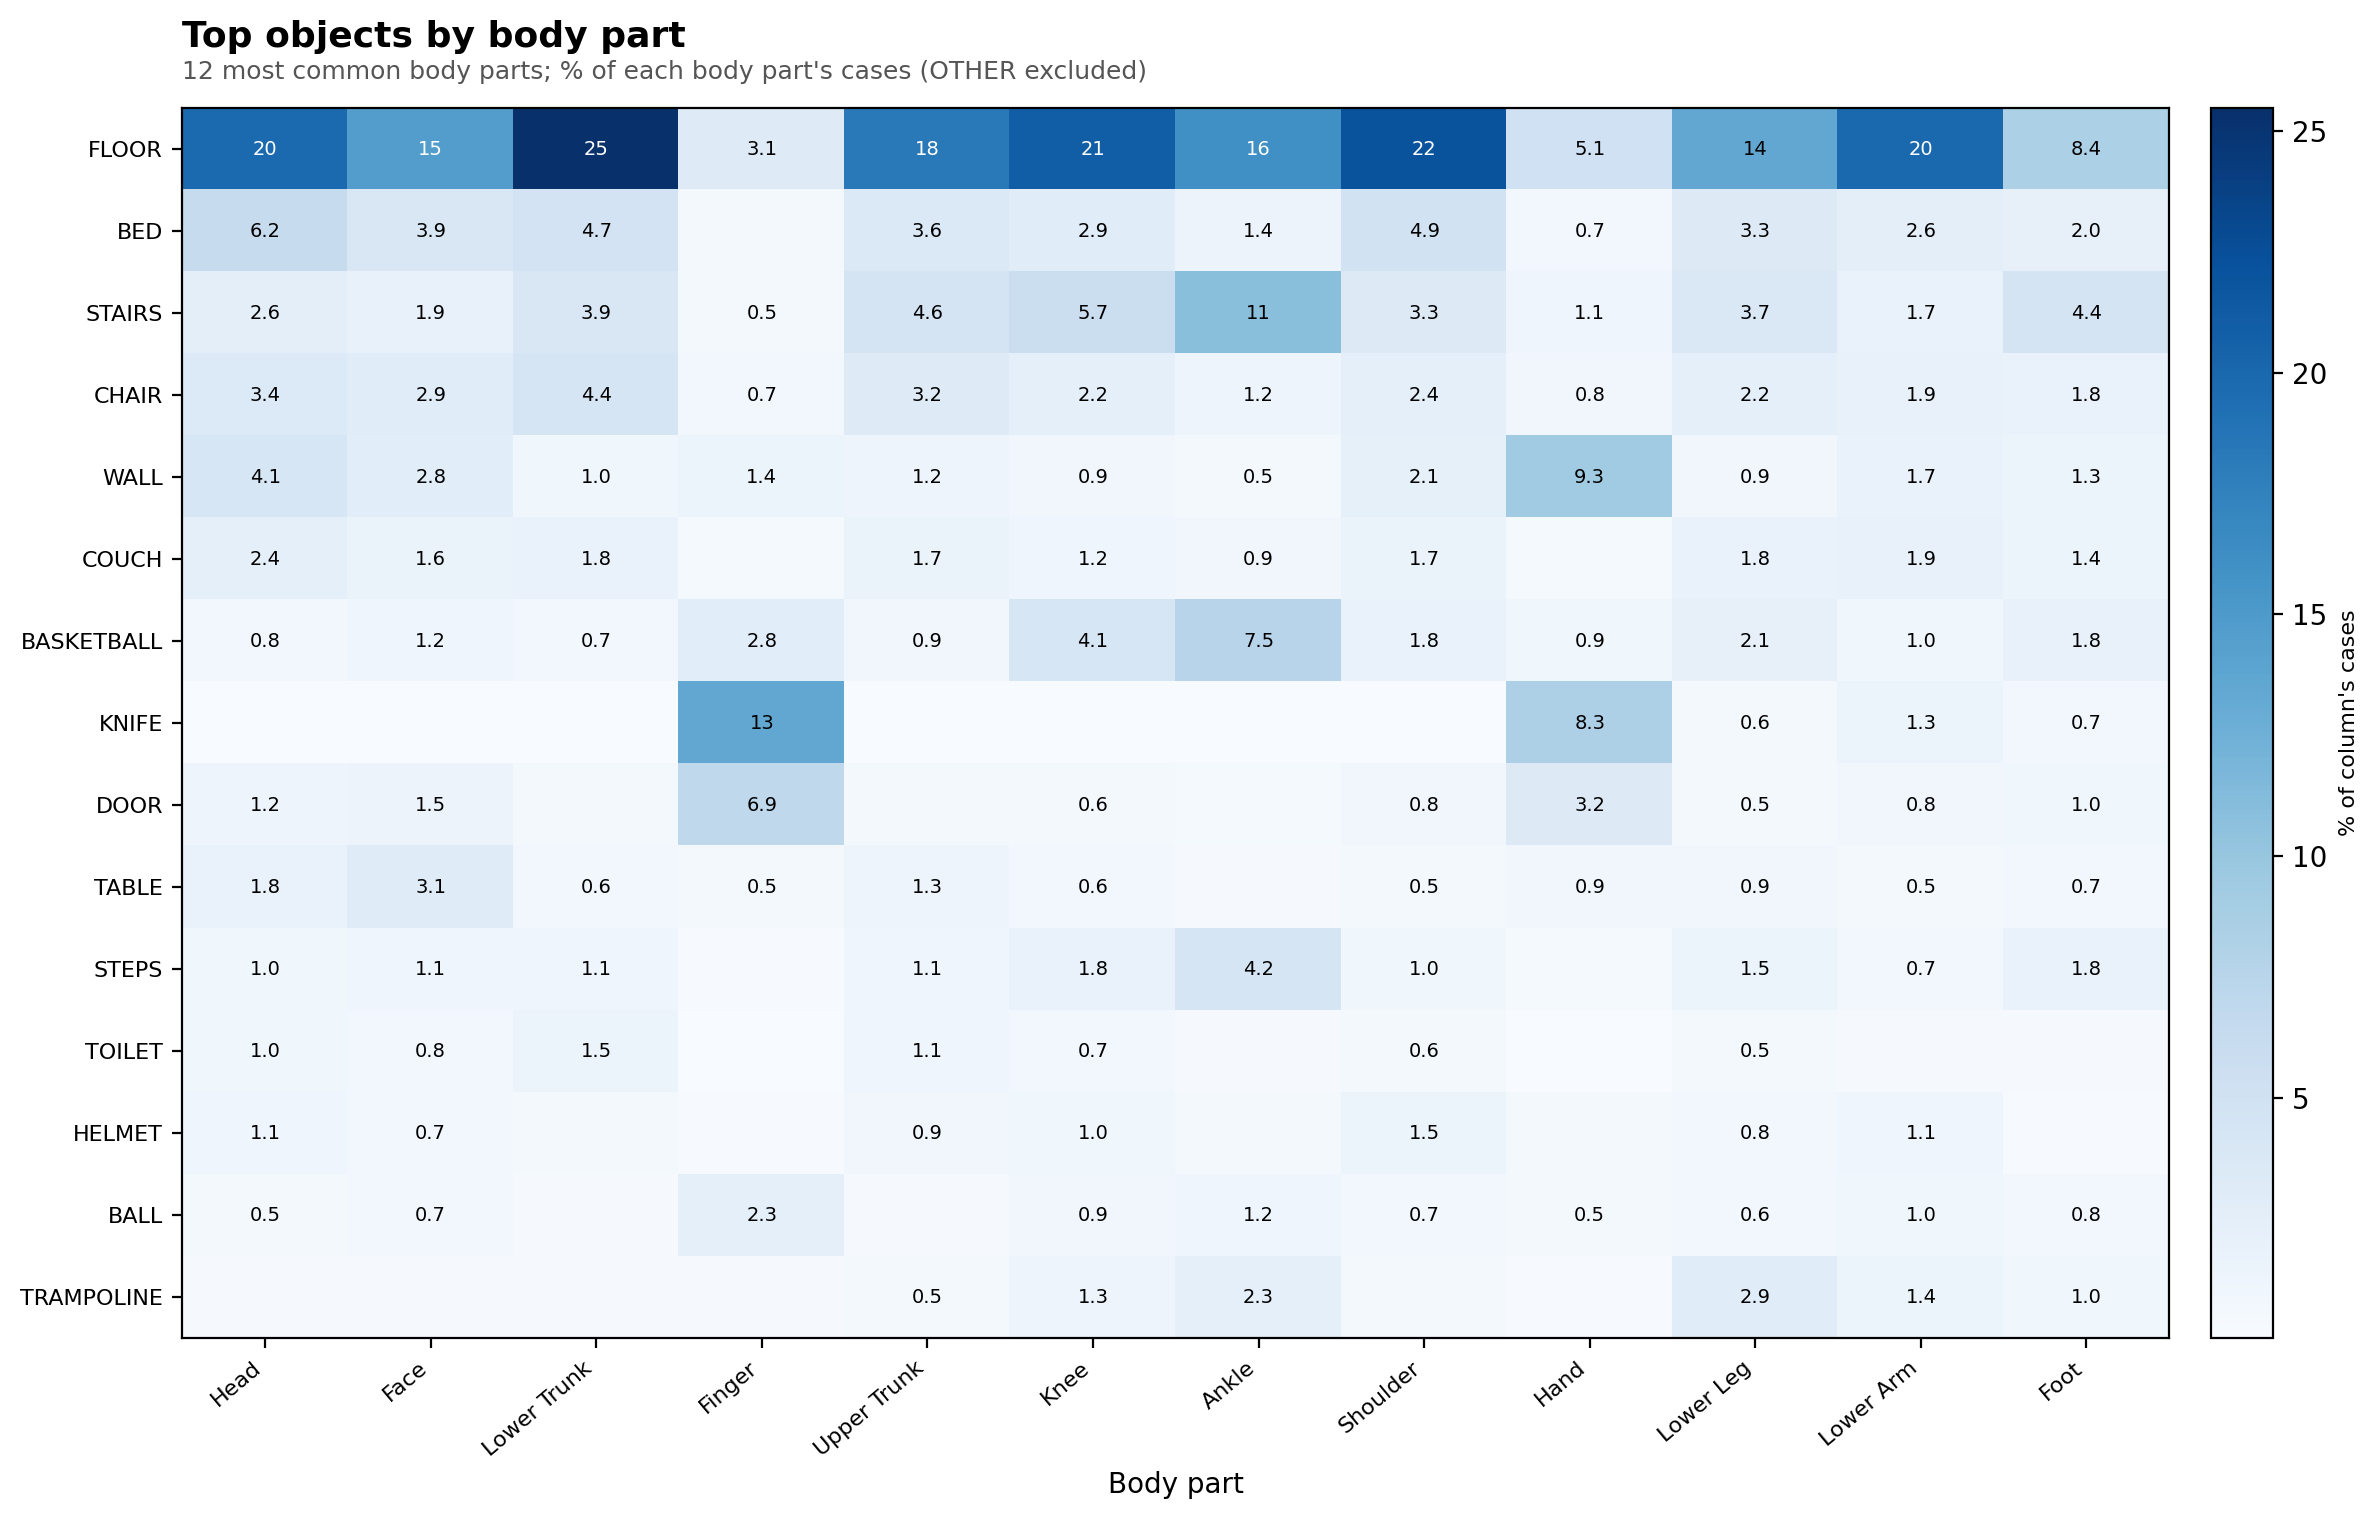 Top objects by body part
12 most common body parts; % of each body part's cases (OTHER excluded)
FLOOR 20 15 25 3.1 18 21 16 22 5.1 14 20 8.4
BED 6.2 3.9 4.7 3.6 2.9 1.4 4.9 0.7 3.3 2.6 2.0
STAIRS 2.6 1.9 3.9 0.5 4.6 5.7 11 3.3 1.1 3.7 1.7 4.4
CHAIR 3.4 2.9 4.4 0.7 3.2 2.2 1.2 2.4 0.8 2.2 1.9 1.8
WALL 4.1 2.8 1.0 1.4 1.2 0.9 0.5 2.1 9.3 0.9 1.7 1.3
COUCH 2.4 1.6 1.8 1.7 1.2 0.9 1.7 1.8 1.9 1.4
BASKETBALL 0.8 1.2 0.7 2.8 0.9 4.1 7.5 1.8 0.9 2.1 1.0 1.8
KNIFE 13 8.3 0.6 1.3 0.7
DOOR 1.2 1.5 6.9 0.6 0.8 3.2 0.5 0.8 1.0
TABLE 1.8 3.1 0.6 0.5 1.3 0.6 0.5 0.9 0.9 0.5 0.7
STEPS 1.0 1.1 1.1 1.1 1.8 4.2 1.0 1.5 0.7 1.8
TOILET 1.0 0.8 1.5 1.1 0.7 0.6 0.5
HELMET 1.1 0.7 0.9 1.0 1.5 0.8 1.1
BALL 0.5 0.7 2.3 0.9 1.2 0.7 0.5 0.6 1.0 0.8
TRAMPOLINE 0.5 1.3 2.3 2.9 1.4 1.0
Head Face Lower Trunk Finger Upper Trunk Knee Ankle Shoulder Hand Lower Leg Lower Arm Foot
Body part
25
20
15
10
5
% of column's cases